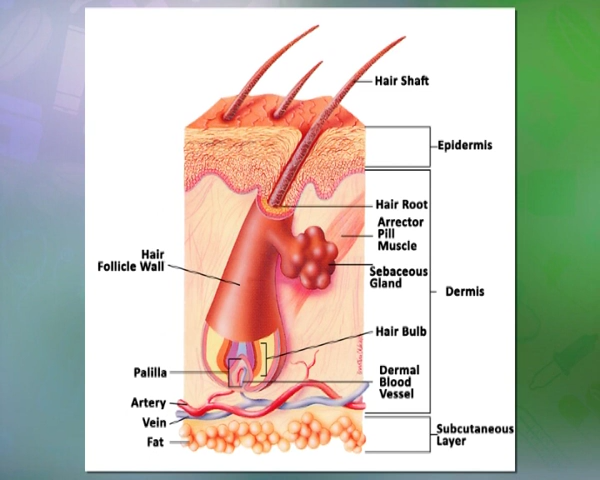 Hair Shaft
Epidermis
Hair Root
Arrector
Pill
Muscle
Hair
Follicle Wall
Sebaceous
Gland
Dermis
Hair Bulb
Palilla
Dermal
Blood
Vessel
Artery
Vein
Fat
Subcutaneous
Layer